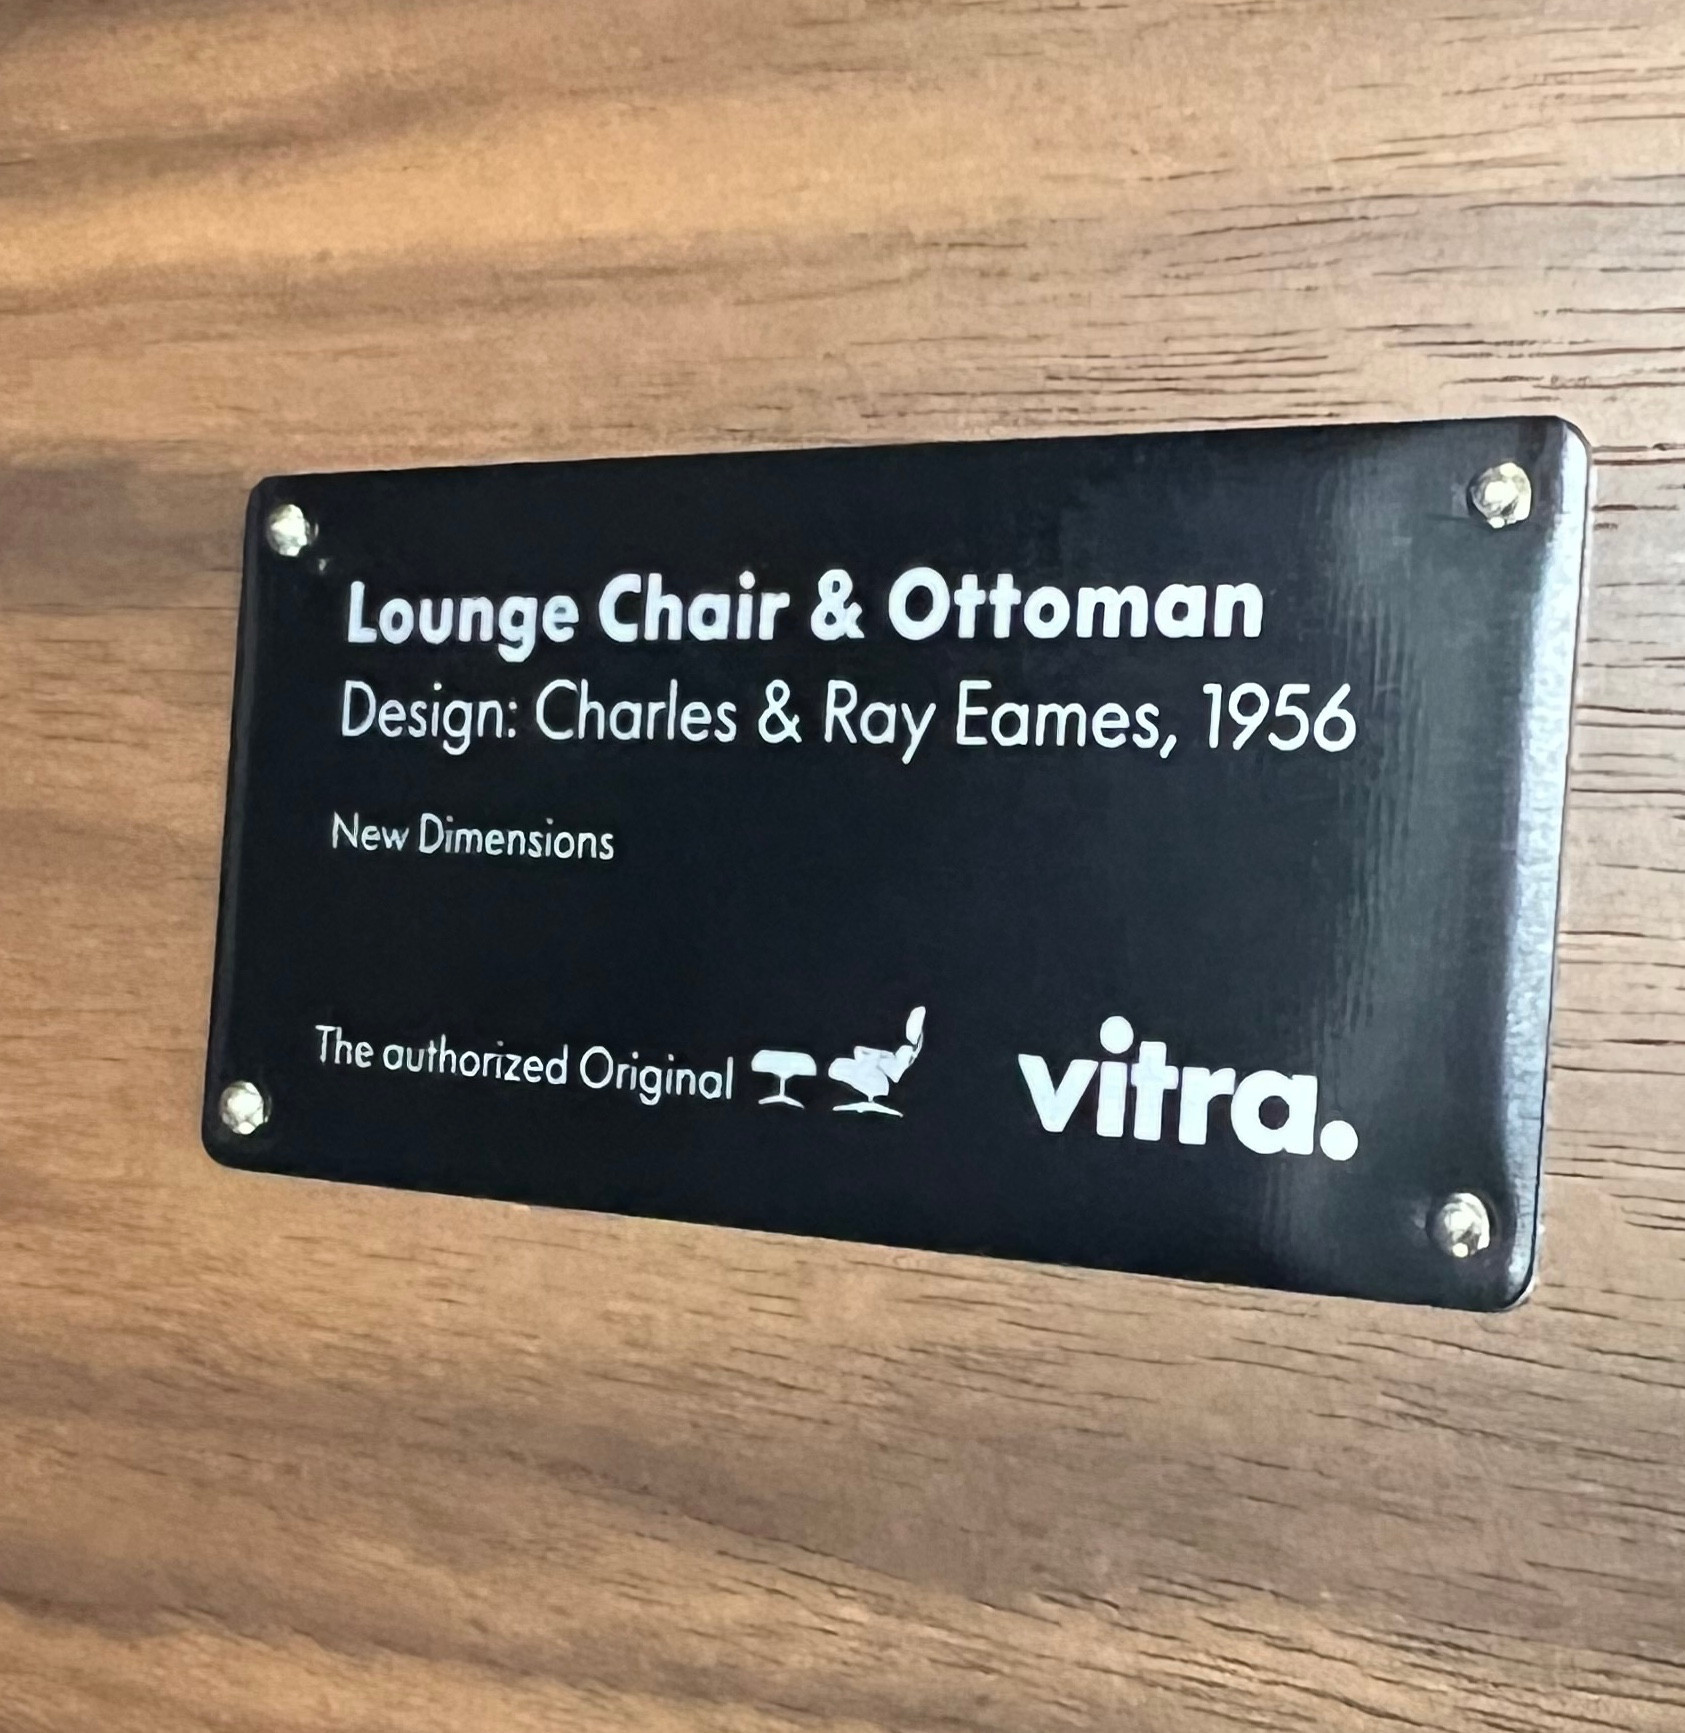 Lounge Chair & Ottoman
Design: Charles & Ray Eames, 1956
New Dimensions
The authorized Original
vitra.